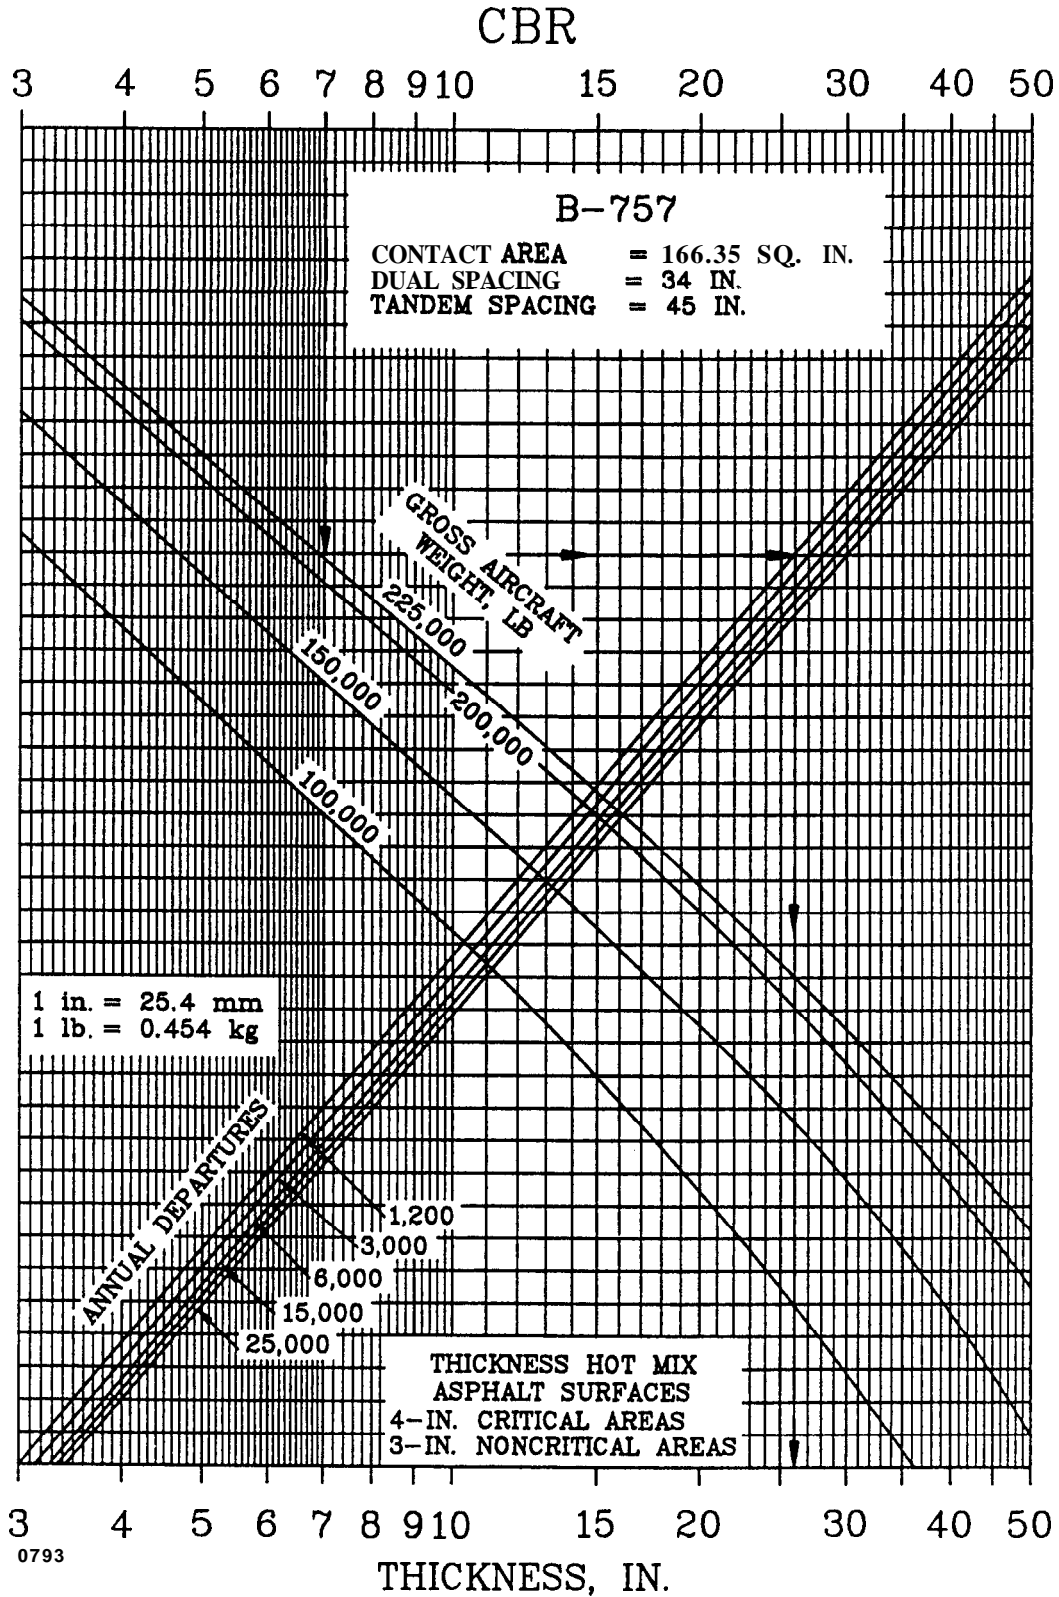 CBR
3 4 5 6 7 8 9 10 15 20 30 40 50
B-757
CONTACT AREA = 166.35 SQ. IN.
DUAL SPACING = 34 IN.
TANDEM SPACING = 45 IN.
GROSS AIRCRAFT
WEIGHT, LB
225,000
200,000
150,000
100,000
1 in. = 25.4 mm
1 lb. = 0.454 kg
ANNUAL DEPARTURES
1,200
3,000
6,000
15,000
25,000
THICKNESS HOT MIX
ASPHALT SURFACES
4-IN. CRITICAL AREAS
3-IN. NONCRITICAL AREAS
3 4 5 6 7 8 9 10 15 20 30 40 50
0793
THICKNESS, IN.